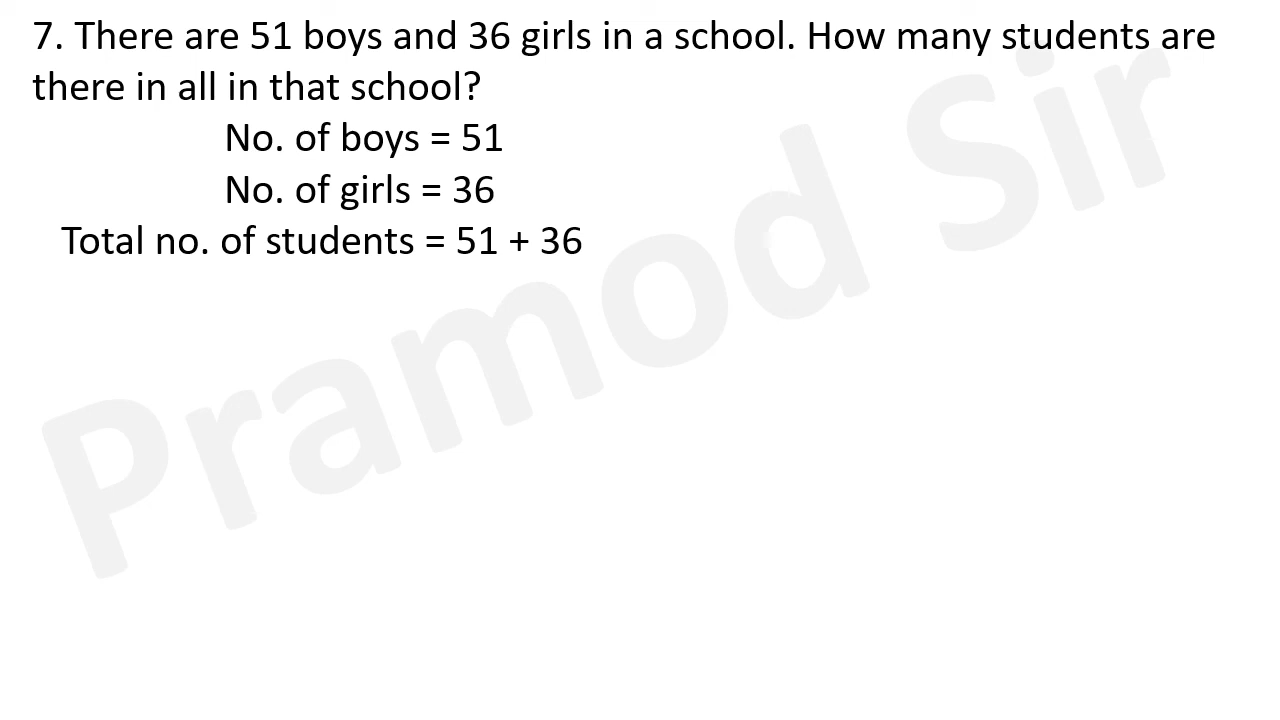 7. There are 51 boys and 36 girls in a school. How many students are
there in all in that school?
No. of boys = 51
No. of girls = 36
Total no. of students = 51 + 36
Pramod Sir